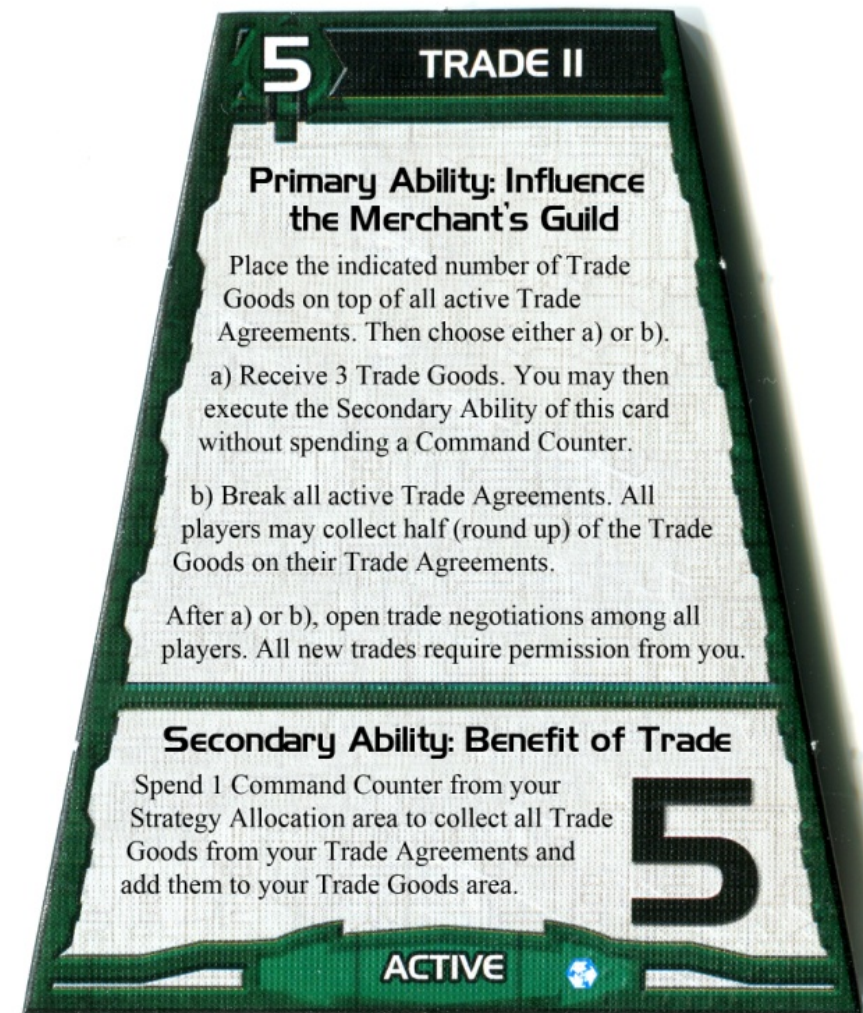 5 TRADE II
Primary Ability: Influence
the Merchant's Guild
Place the indicated number of Trade
Goods on top of all active Trade
Agreements. Then choose either a) or b).
a) Receive 3 Trade Goods. You may then
execute the Secondary Ability of this card
without spending a Command Counter.
b) Break all active Trade Agreements. All
players may collect half (round up) of the Trade
Goods on their Trade Agreements.
After a) or b), open trade negotiations among all
players. All new trades require permission from you.
Secondary Ability: Benefit of Trade
Spend 1 Command Counter from your
Strategy Allocation area to collect all Trade
Goods from your Trade Agreements and
add them to your Trade Goods area.
5
ACTIVE